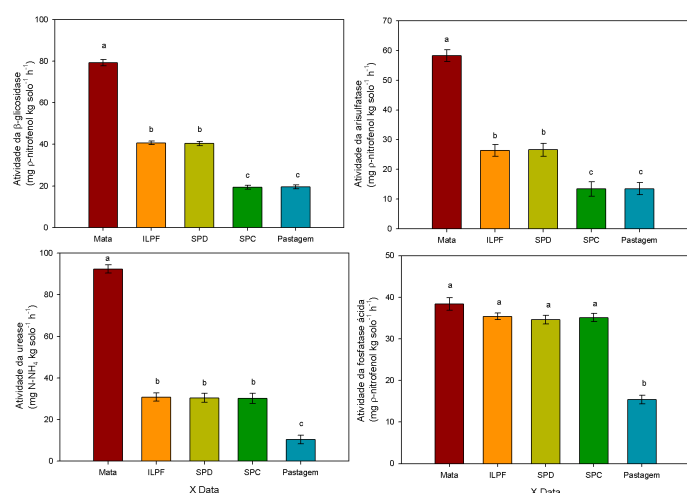 Atividade da β-glicosidase
(mg ρ-nitrofenol kg solo⁻¹ h⁻¹)
100
80
60
40
20
0
a
b
b
c
c
Mata ILPF SPD SPC Pastagem
Atividade da arisulfatase
(mg ρ-nitrofenol kg solo⁻¹ h⁻¹)
70
60
50
40
30
20
10
0
a
b
b
c
c
Mata ILPF SPD SPC Pastagem
Atividade da urease
(mg N-NH₄ kg solo⁻¹ h⁻¹)
100
80
60
40
20
0
a
b
b
b
c
Mata ILPF SPD SPC Pastagem
X Data
Atividade da fosfatase ácida
(mg ρ-nitrofenol kg solo⁻¹ h⁻¹)
50
40
30
20
10
0
a
a
a
a
b
Mata ILPF SPD SPC Pastagem
X Data